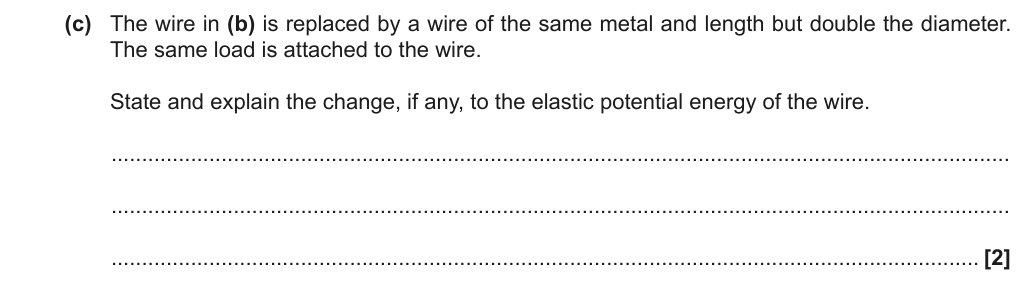 (c) The wire in (b) is replaced by a wire of the same metal and length but double the diameter.
The same load is attached to the wire.
State and explain the change, if any, to the elastic potential energy of the wire.
..........................................................................................................................................................
..........................................................................................................................................................
.................................................................................................................................................... [2]